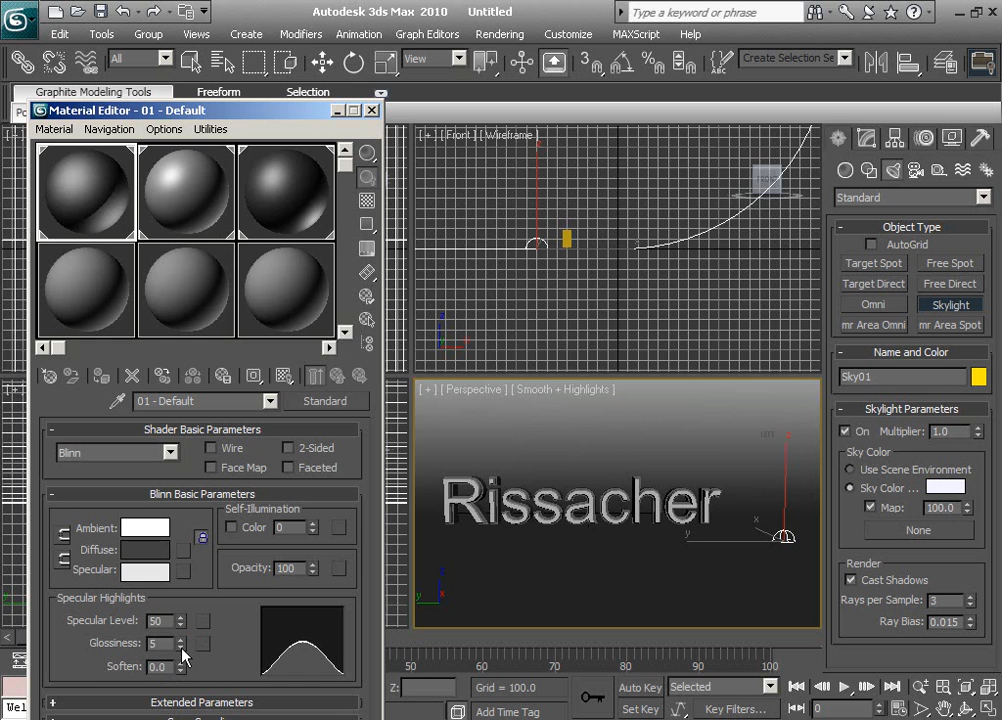 Autodesk 3ds Max 2010 Untitled
Type a keyword or phrase
Edit Tools Group Views Create Modifiers Animation Graph Editors Rendering Customize MAXScript Help
All View Create Selection Se
Graphite Modeling Tools Freeform Selection
Po
Material Editor - 01 - Default
Material Navigation Options Utilities
[ + ] [ Front ] [ Wireframe ]
Standard
Object Type
AutoGrid
Target Spot Free Spot
Target Direct Free Direct
Omni Skylight
mr Area Omni mr Area Spot
Name and Color
Sky01
[ + ] [ Perspective ] [ Smooth + Highlights ]
01 - Default Standard
Shader Basic Parameters
Blinn Wire 2-Sided
Face Map Faceted
Blinn Basic Parameters
Self-Illumination
Ambient: Color 0
Diffuse:
Specular: Opacity: 100
Specular Highlights
Specular Level: 50
Glossiness: 5
Soften: 0.0
Extended Parameters
Rissacher
x
y
z
Skylight Parameters
On Multiplier: 1.0
Sky Color
Use Scene Environment
Sky Color ...
Map: 100.0
None
Render
Cast Shadows
Rays per Sample: 3
Ray Bias: 0.015
50 60 70 80 90 100
Z: Grid = 100.0 Auto Key Selected
Wel Add Time Tag Set Key Key Filters... 0